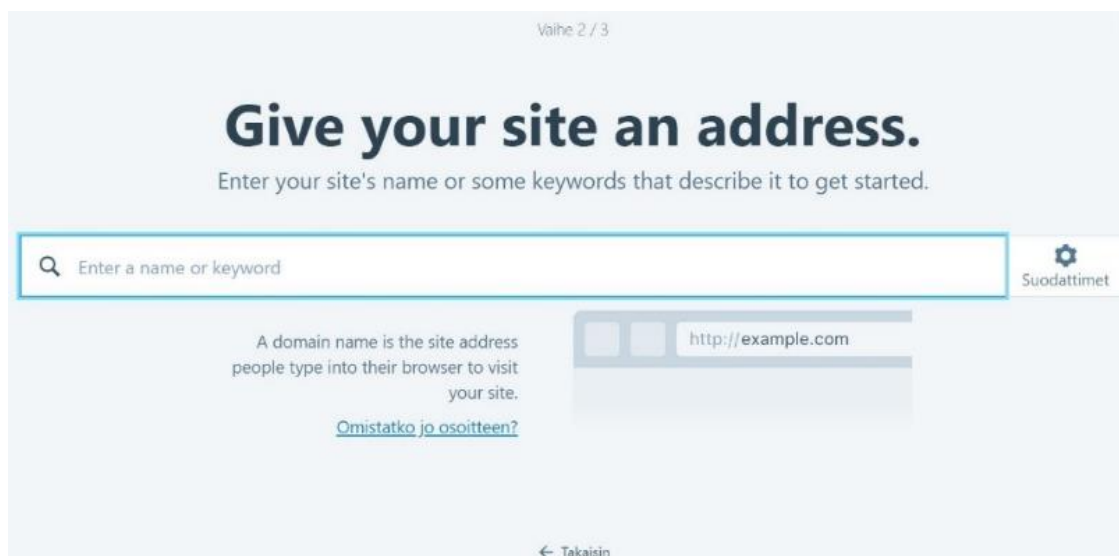 Vaihe 2 / 3
Give your site an address.
Enter your site's name or some keywords that describe it to get started.
Enter a name or keyword
Suodattimet
A domain name is the site address
people type into their browser to visit
your site.
Omistatko jo osoitteen?
http://example.com
← Takaisin